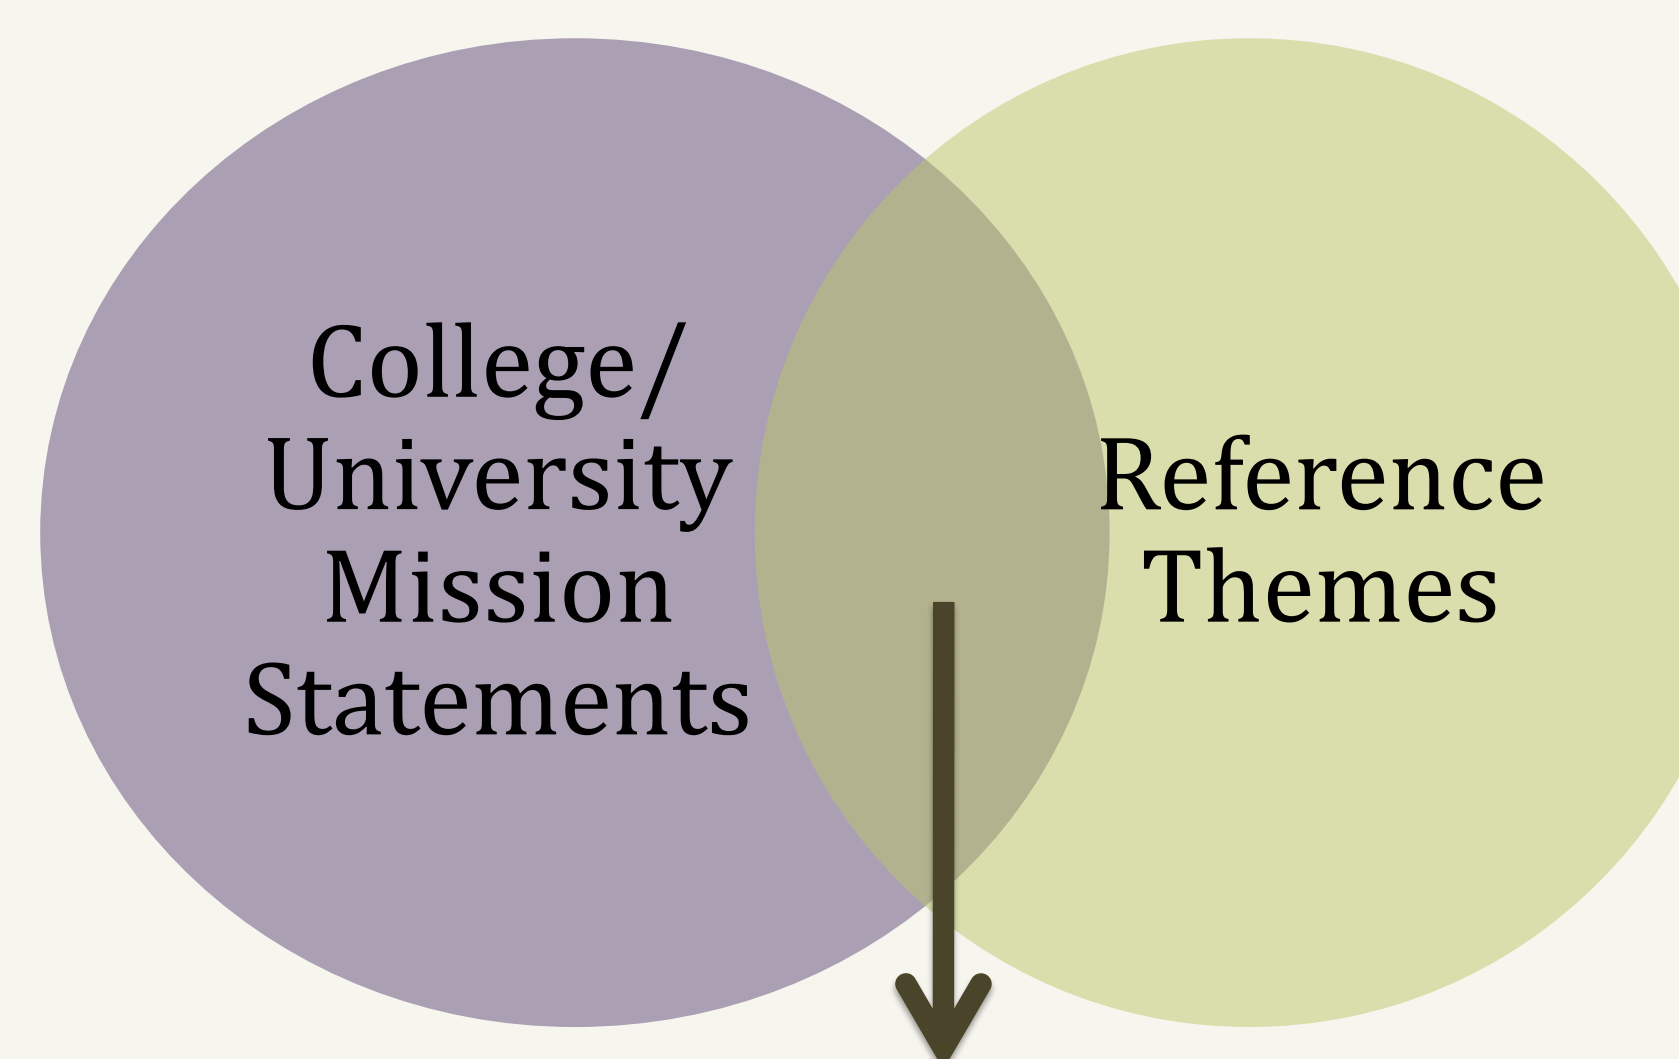 College/
University
Mission
Statements
Reference
Themes